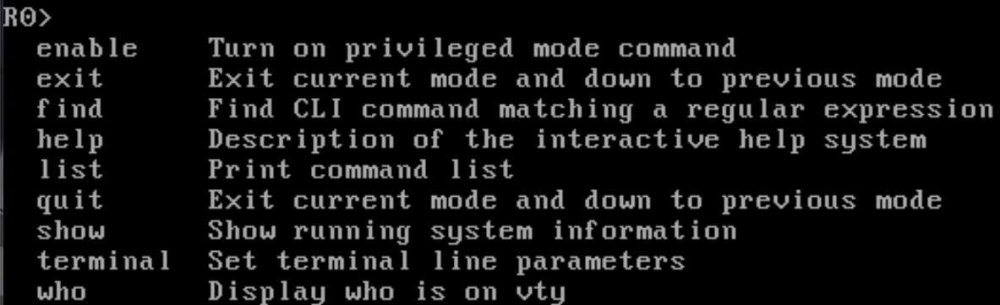 R0>
  enable    Turn on privileged mode command
  exit      Exit current mode and down to previous mode
  find      Find CLI command matching a regular expression
  help      Description of the interactive help system
  list      Print command list
  quit      Exit current mode and down to previous mode
  show      Show running system information
  terminal  Set terminal line parameters
  who       Display who is on vty